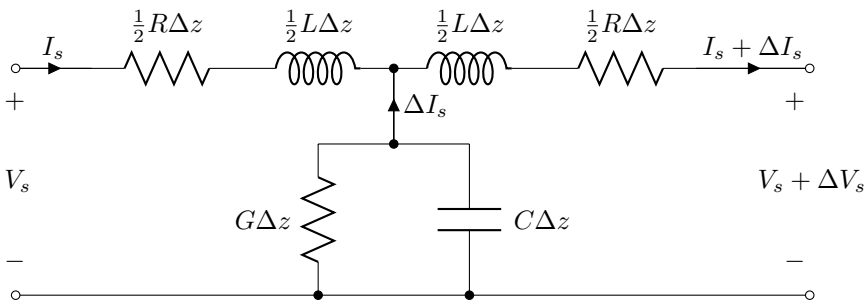 ½RΔz ½LΔz ½LΔz ½RΔz
I_s I_s + ΔI_s
+ +
ΔI_s
V_s V_s + ΔV_s
GΔz CΔz
− −